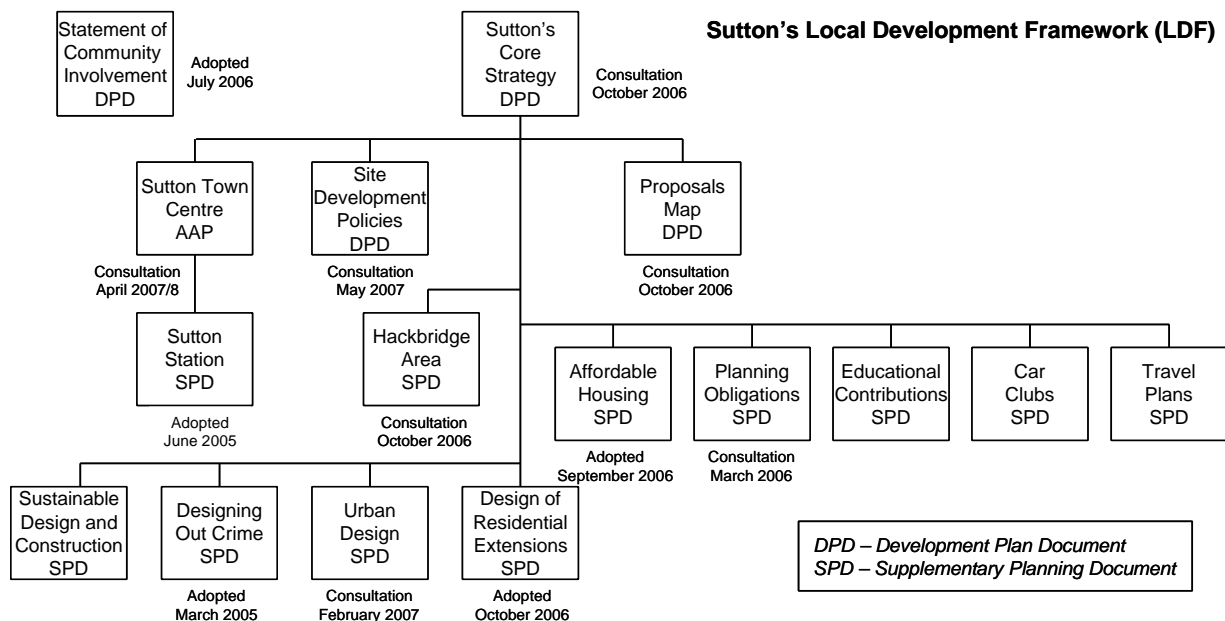 Sutton's Local Development Framework (LDF)
Statement of
Community
Involvement
DPD
Adopted
July 2006
Sutton's
Core
Strategy
DPD
Consultation
October 2006
Sutton Town
Centre
AAP
Consultation
April 2007/8
Site
Development
Policies
DPD
Consultation
May 2007
Proposals
Map
DPD
Consultation
October 2006
Sutton
Station
SPD
Adopted
June 2005
Hackbridge
Area
SPD
Consultation
October 2006
Affordable
Housing
SPD
Adopted
September 2006
Planning
Obligations
SPD
Consultation
March 2006
Educational
Contributions
SPD
Car
Clubs
SPD
Travel
Plans
SPD
Sustainable
Design and
Construction
SPD
Designing
Out Crime
SPD
Adopted
March 2005
Urban
Design
SPD
Consultation
February 2007
Design of
Residential
Extensions
SPD
Adopted
October 2006
DPD – Development Plan Document
SPD – Supplementary Planning Document